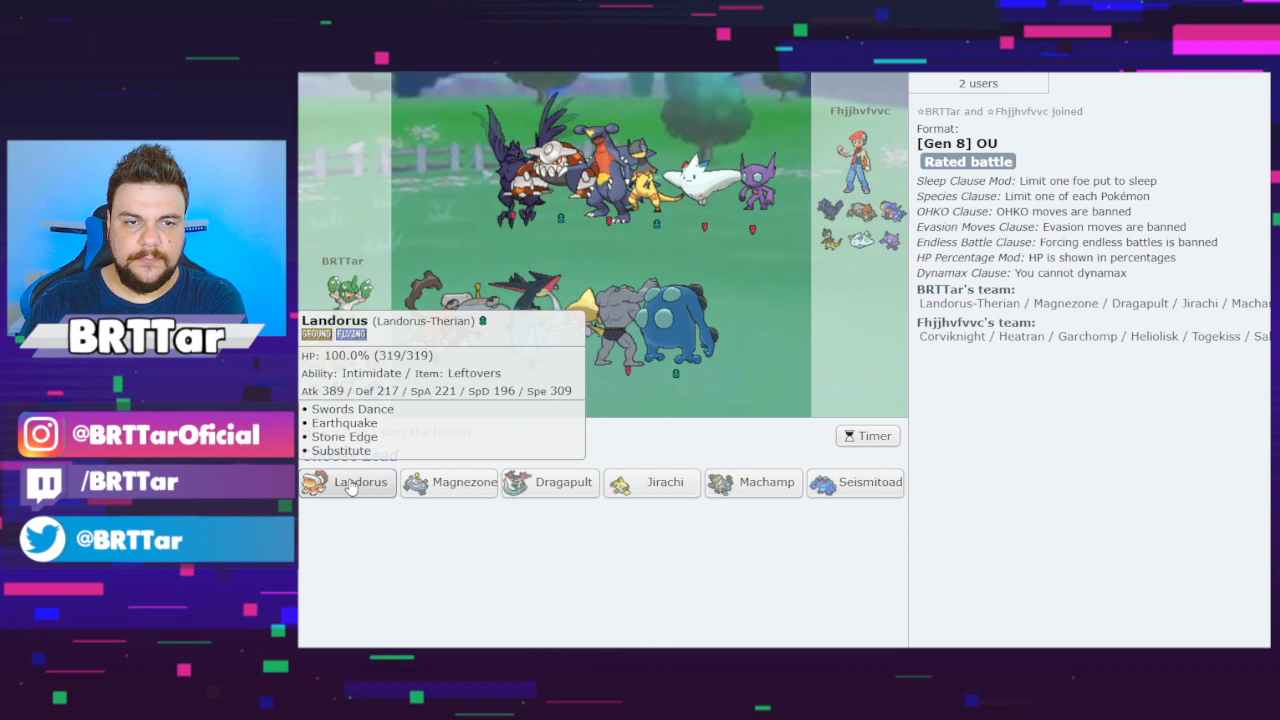 BRTTar
@BRTTarOficial
/BRTTar
@BRTTar
BRTTar
Fhjjhvfvvc
Landorus (Landorus-Therian)
GROUND FLYING
HP: 100.0% (319/319)
Ability: Intimidate / Item: Leftovers
Atk 389 / Def 217 / SpA 221 / SpD 196 / Spe 309
• Swords Dance
• Earthquake
• Stone Edge
• Substitute
start the battle?
Timer
Landorus
Magnezone
Dragapult
Jirachi
Machamp
Seismitoad
2 users
☆BRTTar and ☆Fhjjhvfvvc joined
Format:
[Gen 8] OU
Rated battle
Sleep Clause Mod: Limit one foe put to sleep
Species Clause: Limit one of each Pokémon
OHKO Clause: OHKO moves are banned
Evasion Moves Clause: Evasion moves are banned
Endless Battle Clause: Forcing endless battles is banned
HP Percentage Mod: HP is shown in percentages
Dynamax Clause: You cannot dynamax
BRTTar's team:
Landorus-Therian / Magnezone / Dragapult / Jirachi / Macha
Fhjjhvfvvc's team:
Corviknight / Heatran / Garchomp / Heliolisk / Togekiss / Sa